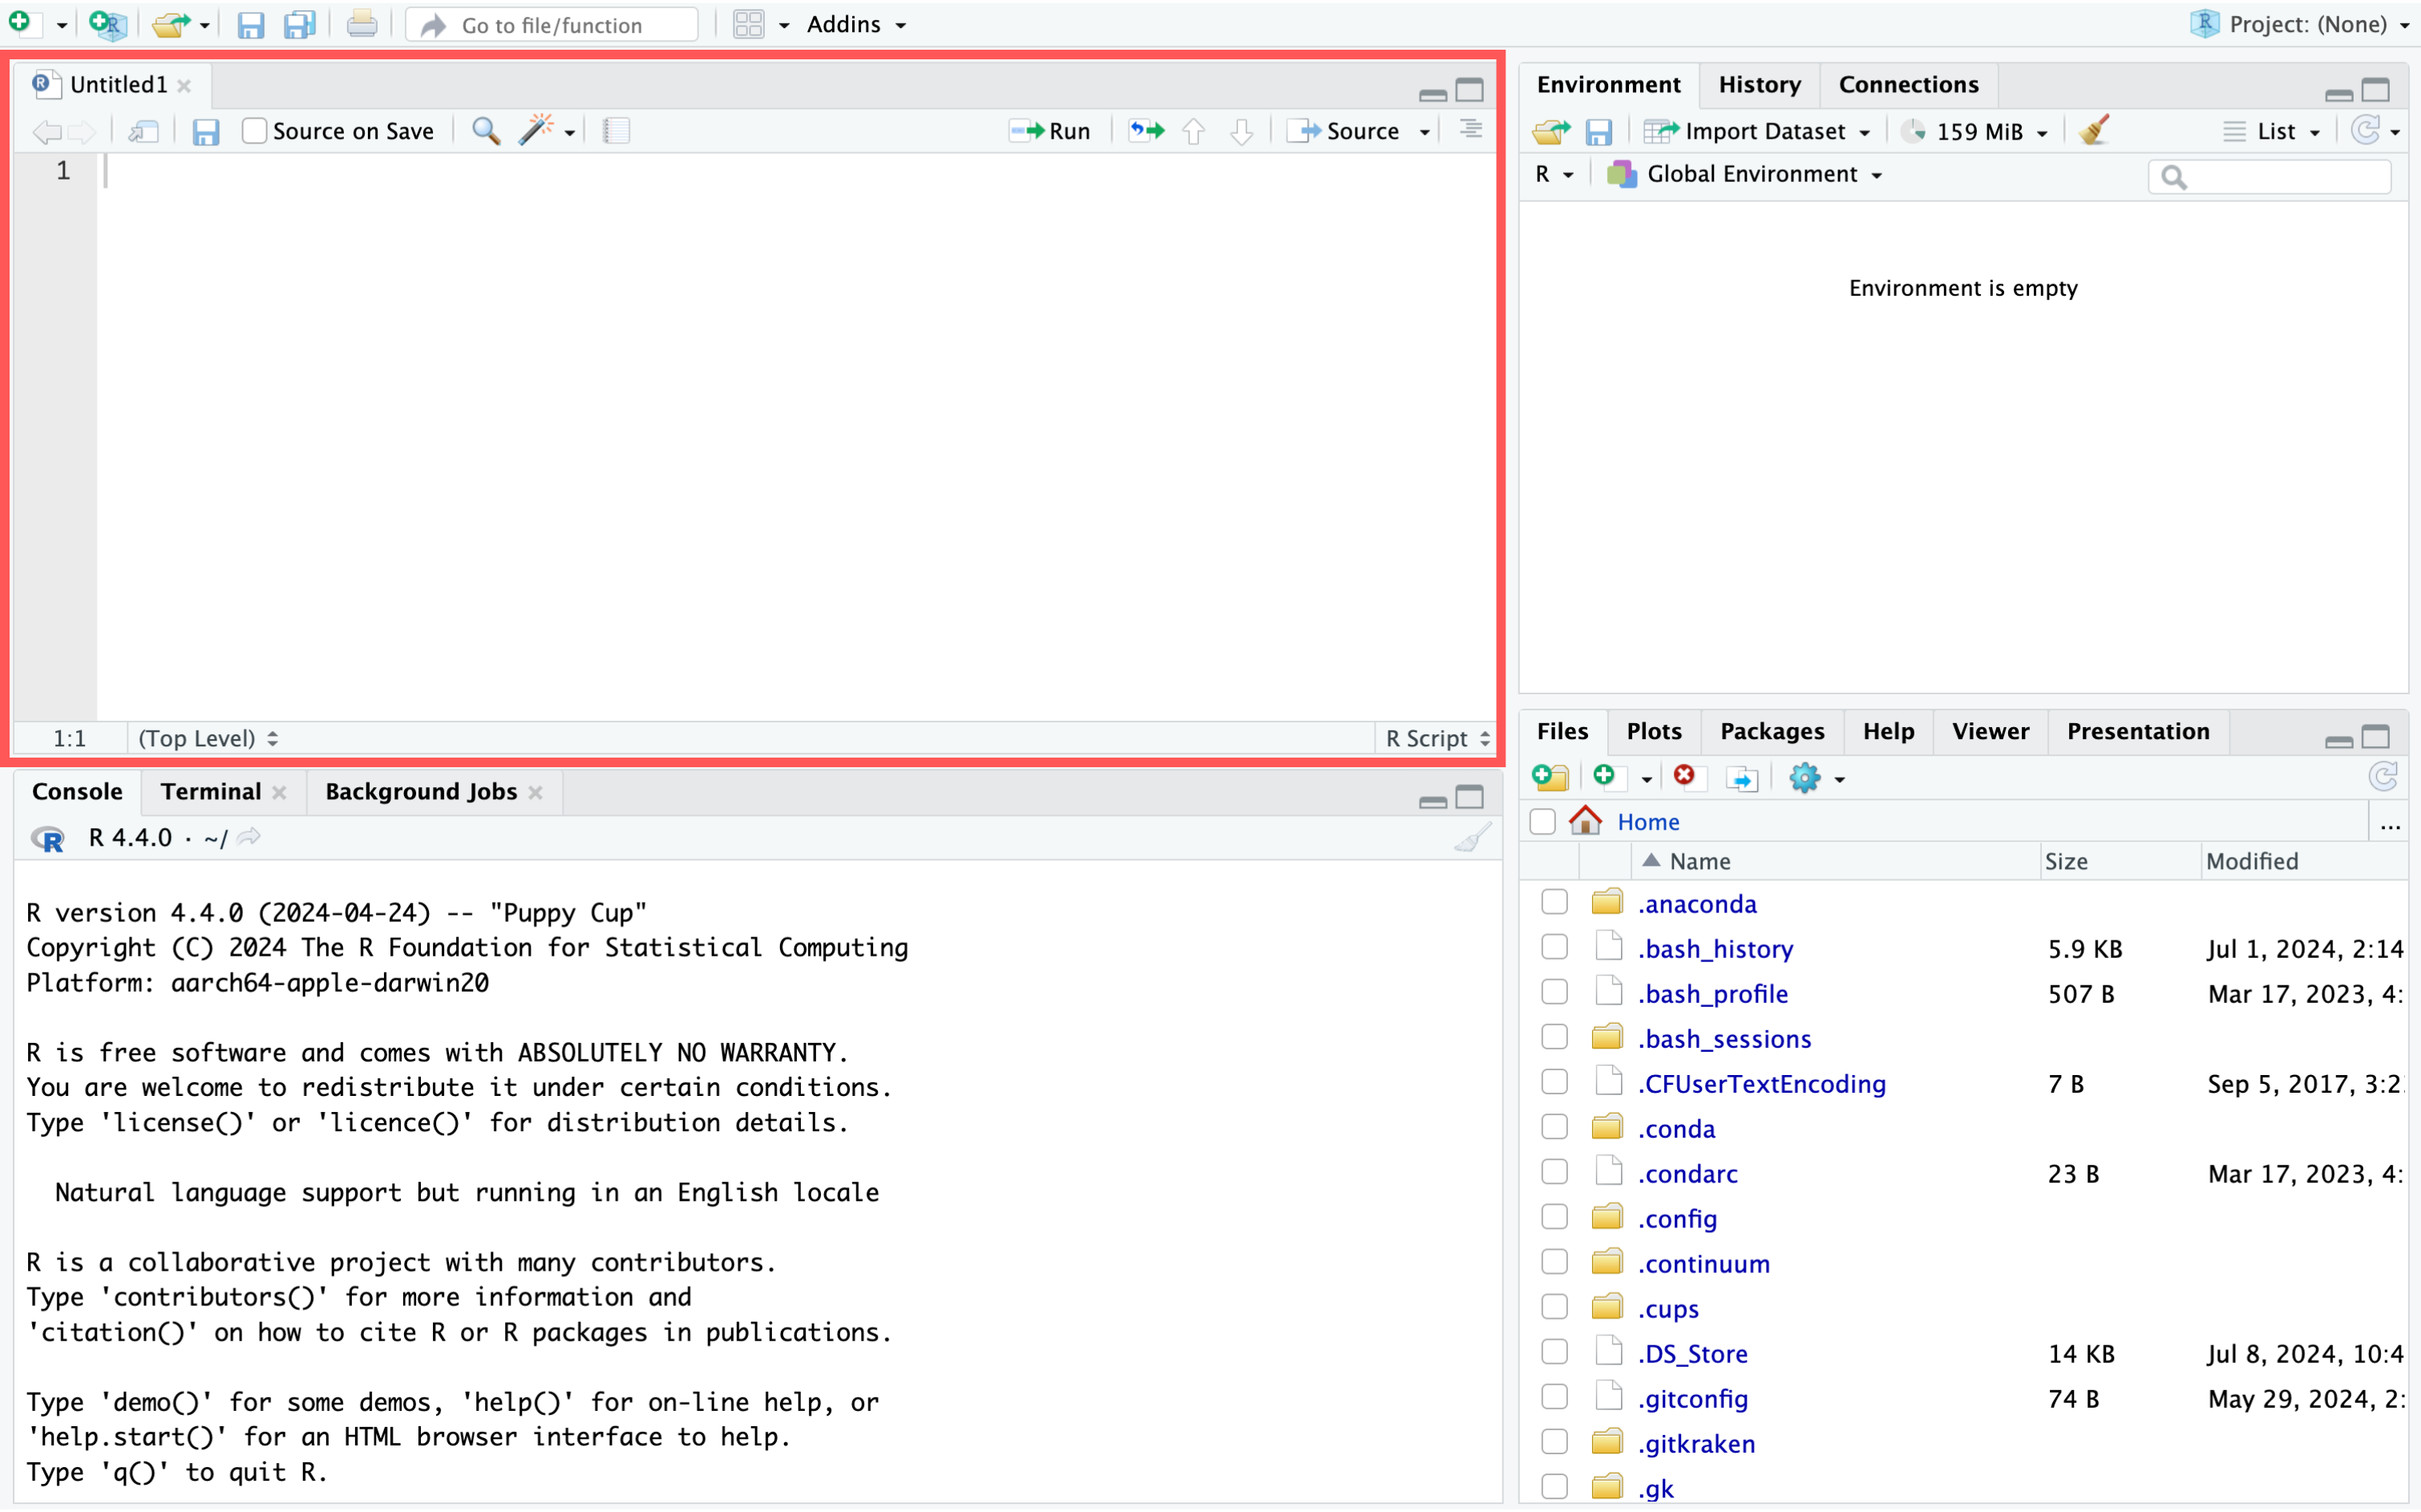 Go to file/function
Addins
Project: (None)
Untitled1
Source on Save
Run
Source
1
1:1
(Top Level)
R Script
Console
Terminal
Background Jobs
R 4.4.0 · ~/
R version 4.4.0 (2024-04-24) -- "Puppy Cup"
Copyright (C) 2024 The R Foundation for Statistical Computing
Platform: aarch64-apple-darwin20
R is free software and comes with ABSOLUTELY NO WARRANTY.
You are welcome to redistribute it under certain conditions.
Type 'license()' or 'licence()' for distribution details.
Natural language support but running in an English locale
R is a collaborative project with many contributors.
Type 'contributors()' for more information and
'citation()' on how to cite R or R packages in publications.
Type 'demo()' for some demos, 'help()' for on-line help, or
'help.start()' for an HTML browser interface to help.
Type 'q()' to quit R.
Environment
History
Connections
Import Dataset
159 MiB
List
R
Global Environment
Environment is empty
Files
Plots
Packages
Help
Viewer
Presentation
Home
...
Name Size Modified
.anaconda
.bash_history 5.9 KB Jul 1, 2024, 2:14
.bash_profile 507 B Mar 17, 2023, 4:
.bash_sessions
.CFUserTextEncoding 7 B Sep 5, 2017, 3:2
.conda
.condarc 23 B Mar 17, 2023, 4:
.config
.continuum
.cups
.DS_Store 14 KB Jul 8, 2024, 10:4
.gitconfig 74 B May 29, 2024, 2:
.gitkraken
.gk